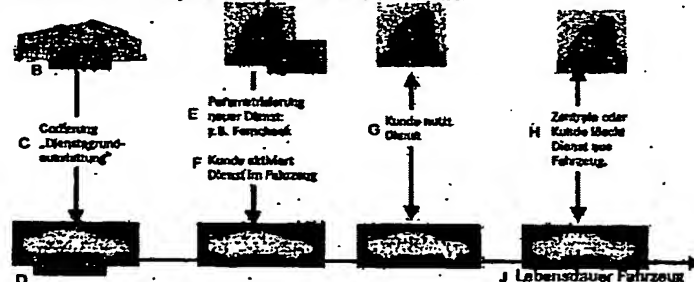 B
C Codierung
„Dienstgrund-
ausstattung"
E Parametrisierung
neuer Dienst:
z.B. Ferncheck
F Kunde aktiviert
Dienst im Fahrzeug
G Kunde nutzt
Dienst
H Zentrale oder
Kunde löscht
Dienst aus
Fahrzeug.
D
J Lebensdauer Fahrzeug